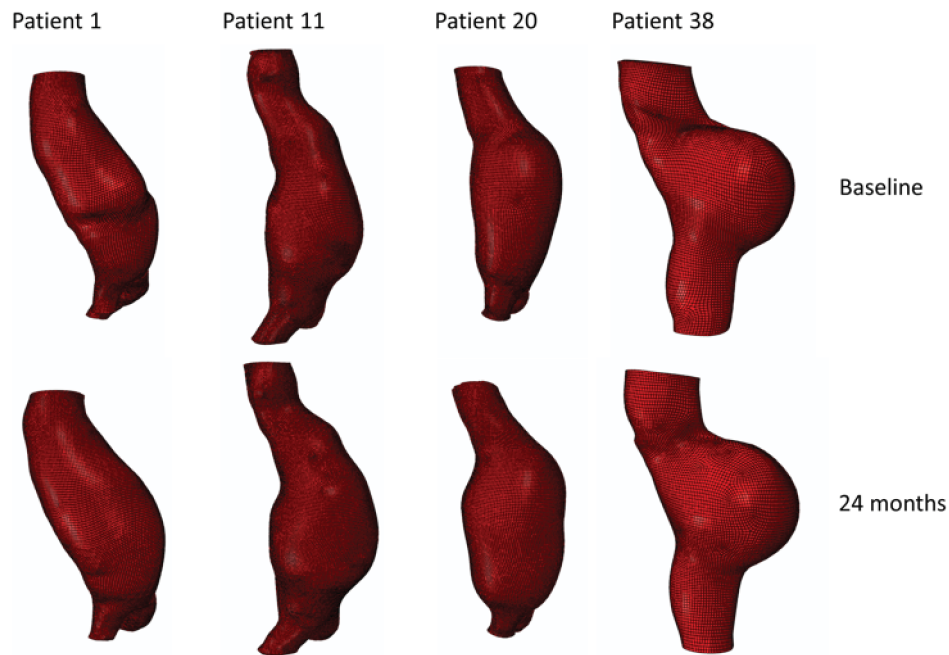 Patient 1
Patient 11
Patient 20
Patient 38
Baseline
24 months